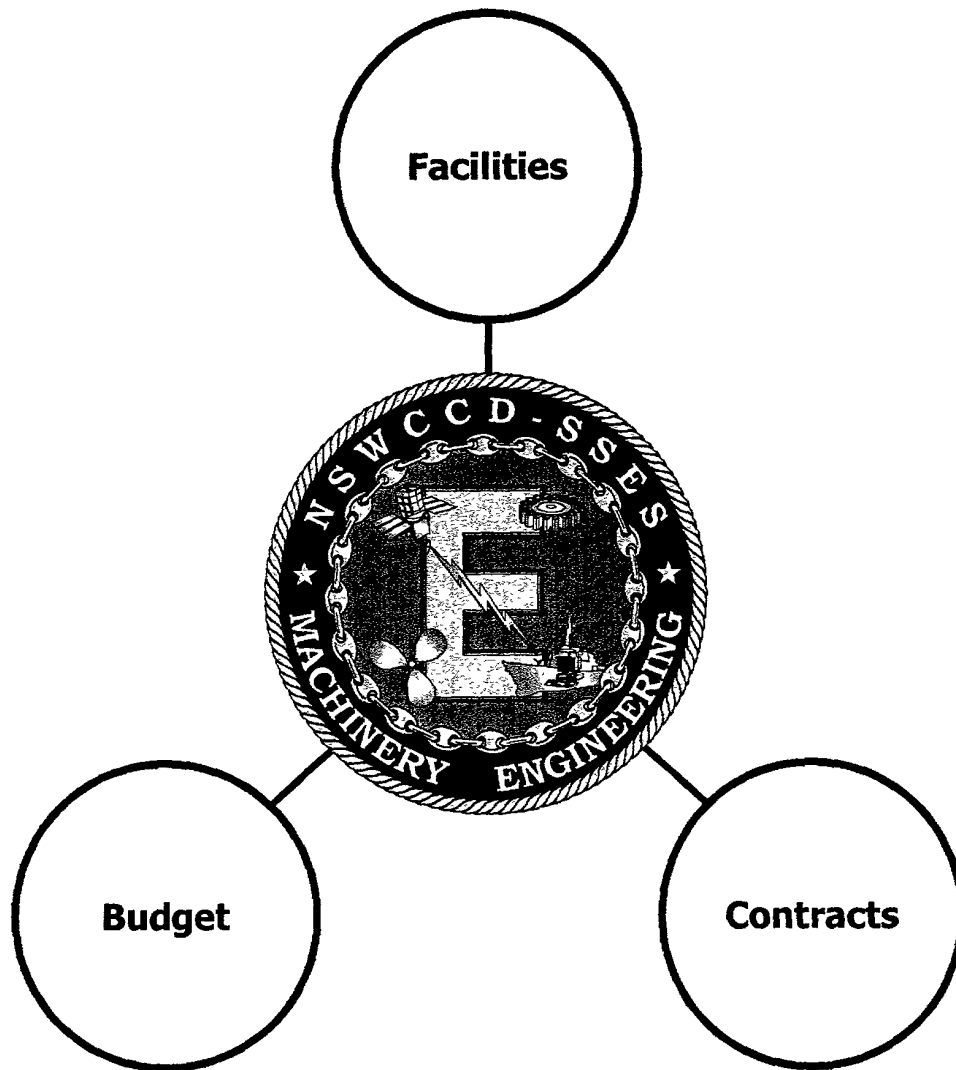 Facilities
NSWCCD-SSES
E
MACHINERY ENGINEERING
Budget
Contracts